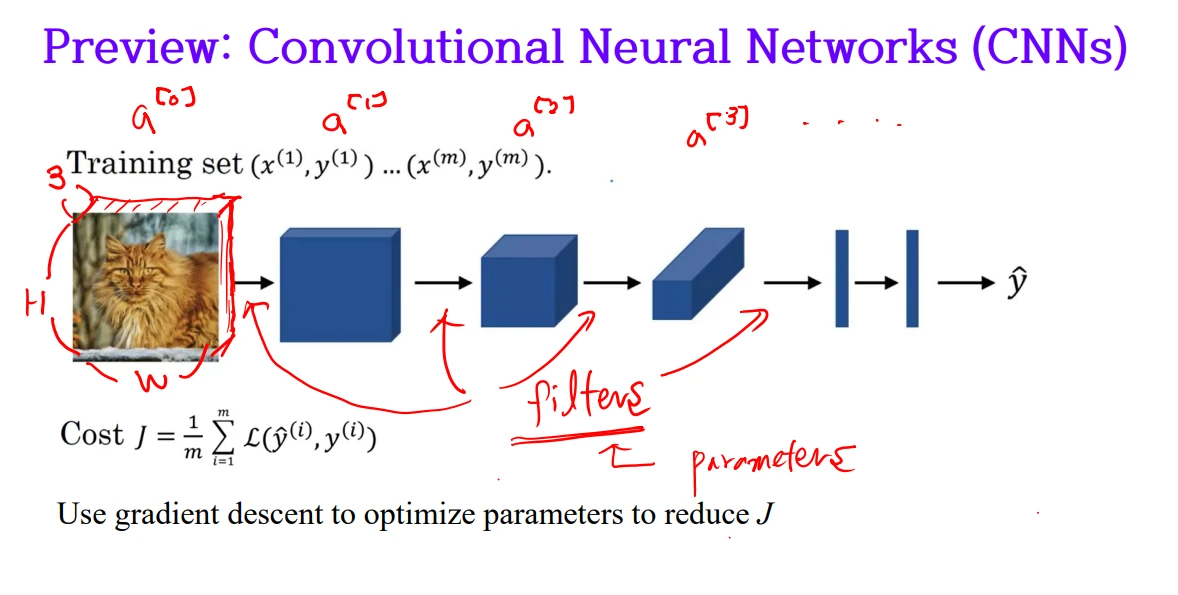 Preview: Convolutional Neural Networks (CNNs)
a^[0] a^[1] a^[2] a^[3] . . . .
Training set (x^(1), y^(1)) ... (x^(m), y^(m)).
3
H
W
ŷ
filters
parameters
Cost J = 1/m ∑_{i=1}^{m} ℒ(ŷ^(i), y^(i))
Use gradient descent to optimize parameters to reduce J